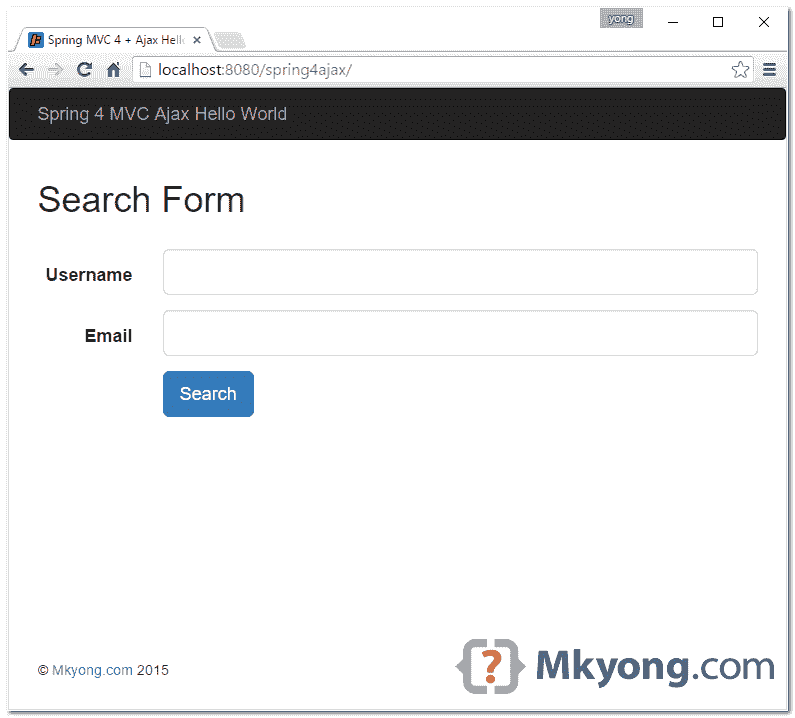 yong
Spring MVC 4 + Ajax Hell
localhost:8080/spring4ajax/
Spring 4 MVC Ajax Hello World
Search Form
Username
Email
Search
© Mkyong.com 2015
{?} Mkyong.com